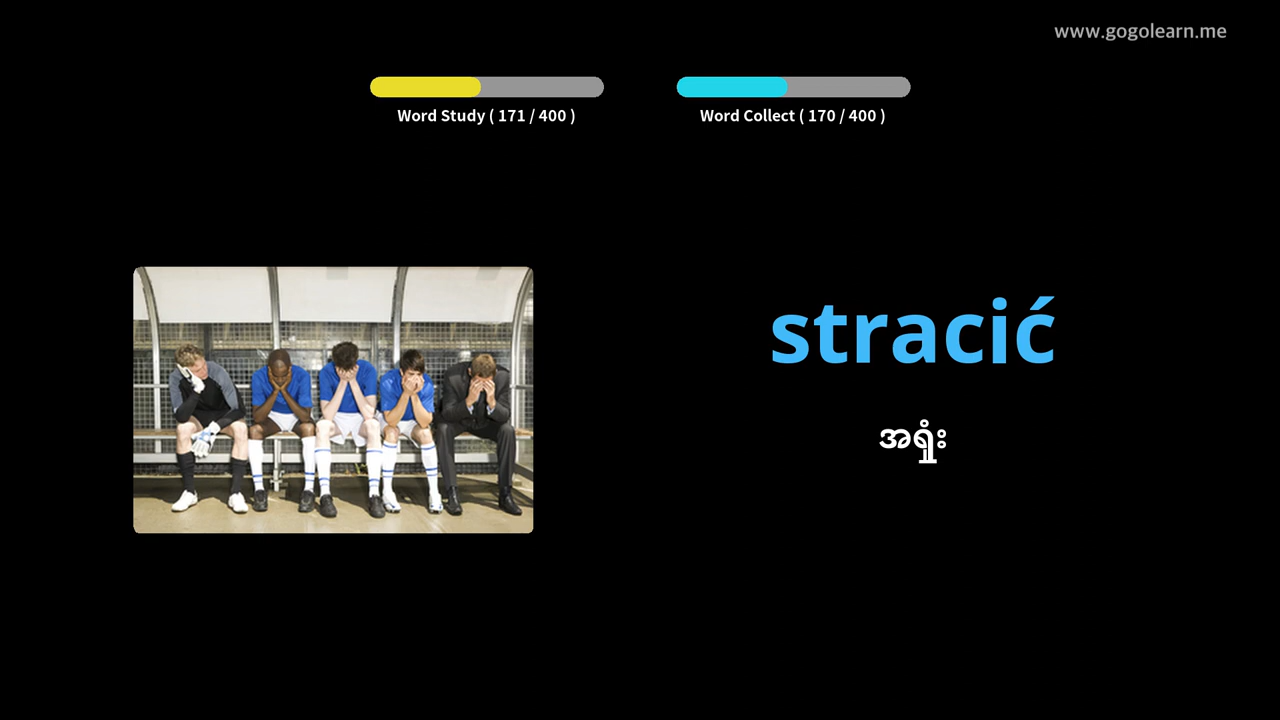 www.gogolearn.me
Word Study ( 171 / 400 )
Word Collect ( 170 / 400 )
stracić
အရှုံး